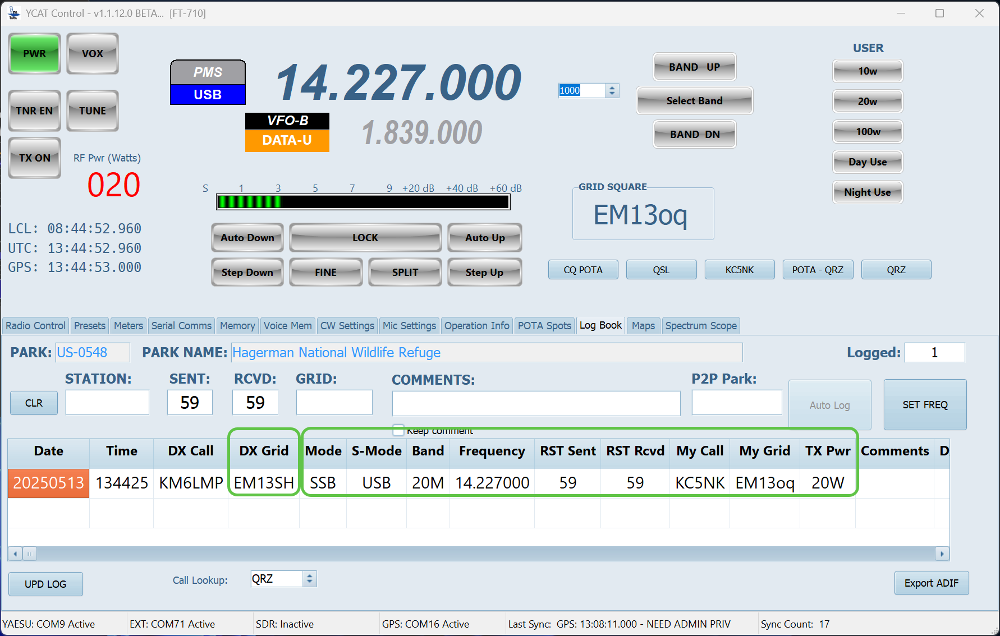 YCAT Control - v1.1.12.0 BETA... [FT-710]
PWR VOX
TNR EN TUNE
TX ON
RF Pwr (Watts)
020
LCL: 08:44:52.960
UTC: 13:44:52.960
GPS: 13:44:53.000
PMS
USB
14.227.000
VFO-B
DATA-U
1.839.000
1000
BAND UP
Select Band
BAND DN
USER
10w
20w
100w
Day Use
Night Use
S 1 3 5 7 9 +20 dB +40 dB +60 dB
GRID SQUARE
EM13oq
Auto Down LOCK Auto Up
Step Down FINE SPLIT Step Up
CQ POTA QSL KC5NK POTA - QRZ QRZ
Radio Control Presets Meters Serial Comms Memory Voice Mem CW Settings Mic Settings Operation Info POTA Spots Log Book Maps Spectrum Scope
PARK: US-0548 PARK NAME: Hagerman National Wildlife Refuge Logged: 1
STATION: SENT: RCVD: GRID: COMMENTS: P2P Park:
CLR 59 59 Auto Log SET FREQ
Keep comment
Date Time DX Call DX Grid Mode S-Mode Band Frequency RST Sent RST Rcvd My Call My Grid TX Pwr Comments D
20250513 134425 KM6LMP EM13SH SSB USB 20M 14.227000 59 59 KC5NK EM13oq 20W
UPD LOG Call Lookup: QRZ Export ADIF
YAESU: COM9 Active EXT: COM71 Active SDR: Inactive GPS: COM16 Active Last Sync: GPS: 13:08:11.000 - NEED ADMIN PRIV Sync Count: 17